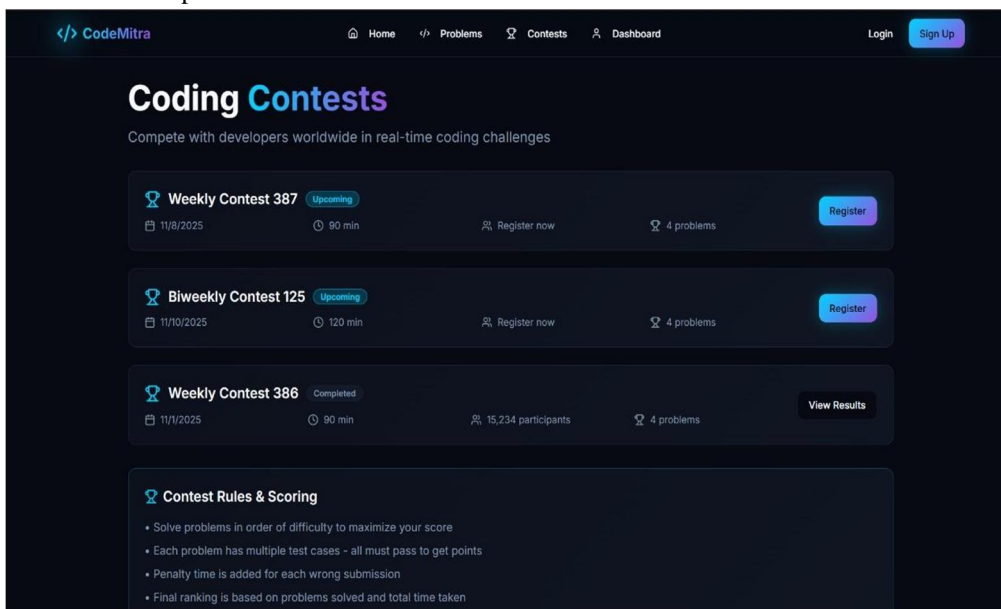 </> CodeMitra
Home </> Problems Contests Dashboard
Login Sign Up
Coding Contests
Compete with developers worldwide in real-time coding challenges
Weekly Contest 387 Upcoming
11/8/2025 90 min Register now 4 problems
Register
Biweekly Contest 125 Upcoming
11/10/2025 120 min Register now 4 problems
Register
Weekly Contest 386 Completed
11/1/2025 90 min 15,234 participants 4 problems
View Results
Contest Rules & Scoring
• Solve problems in order of difficulty to maximize your score
• Each problem has multiple test cases - all must pass to get points
• Penalty time is added for each wrong submission
• Final ranking is based on problems solved and total time taken